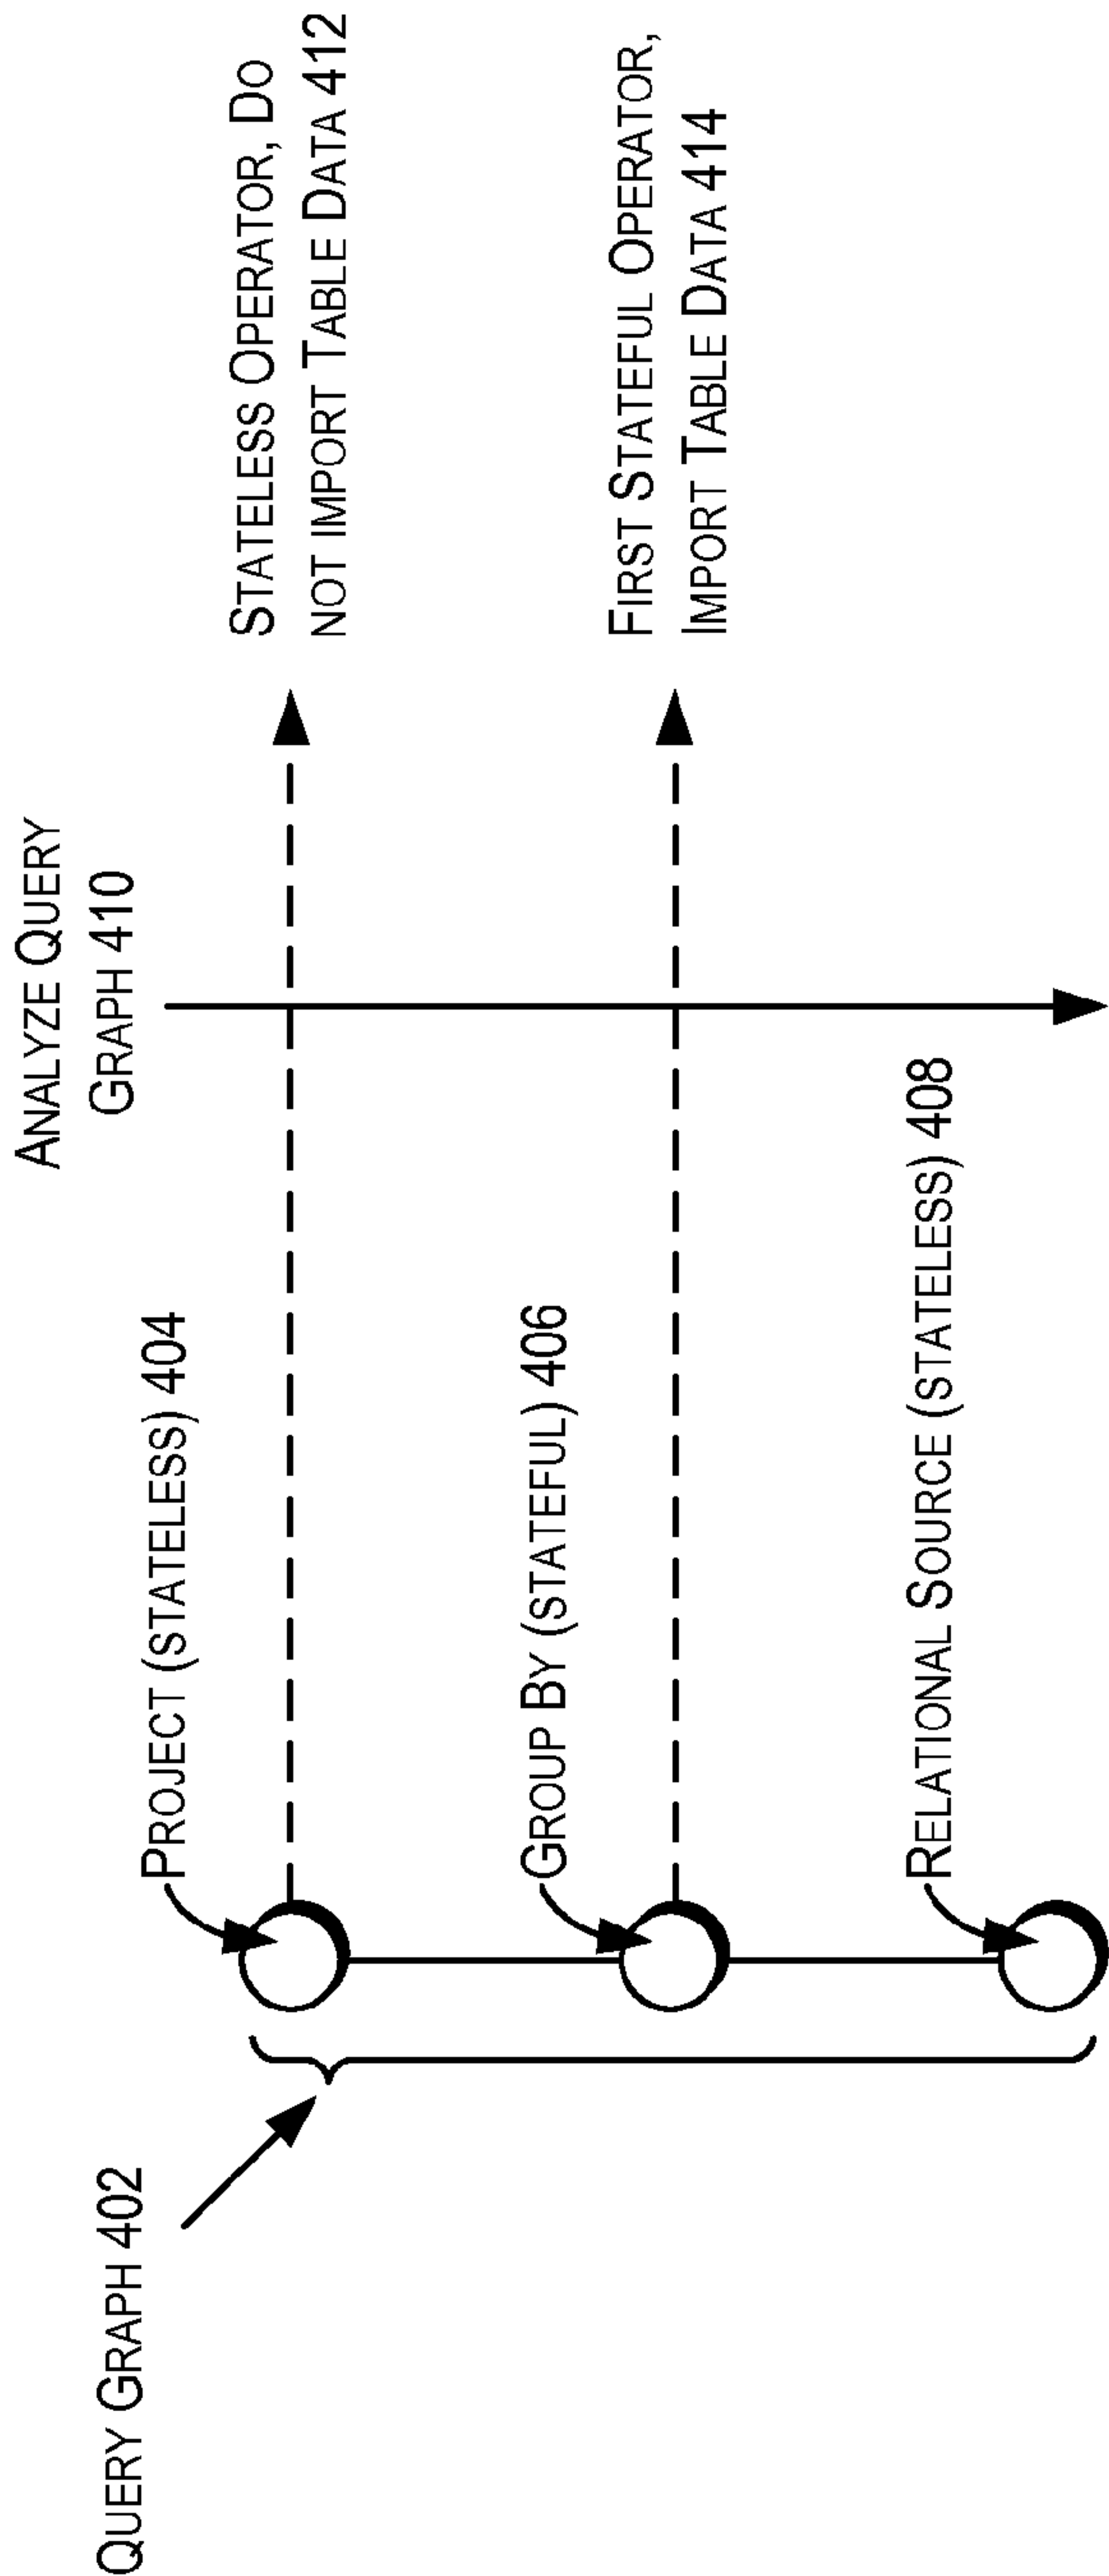 ANALYZE QUERY
GRAPH 410
QUERY GRAPH 402
PROJECT (STATELESS) 404
STATELESS OPERATOR, DO
NOT IMPORT TABLE DATA 412
GROUP BY (STATEFUL) 406
FIRST STATEFUL OPERATOR,
IMPORT TABLE DATA 414
RELATIONAL SOURCE (STATELESS) 408